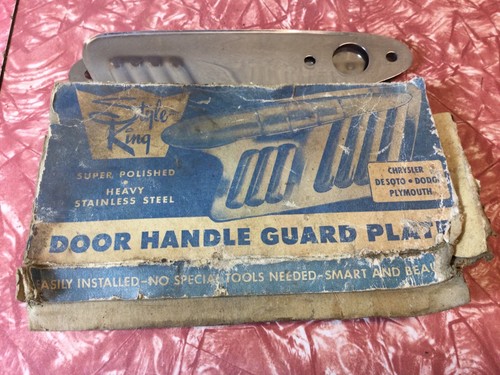 Style
King
SUPER POLISHED
HEAVY
STAINLESS STEEL
CHRYSLER
DESOTO • DODG
PLYMOUTH
DOOR HANDLE GUARD PLATE
EASILY INSTALLED—NO SPECIAL TOOLS NEEDED—SMART AND BEAU